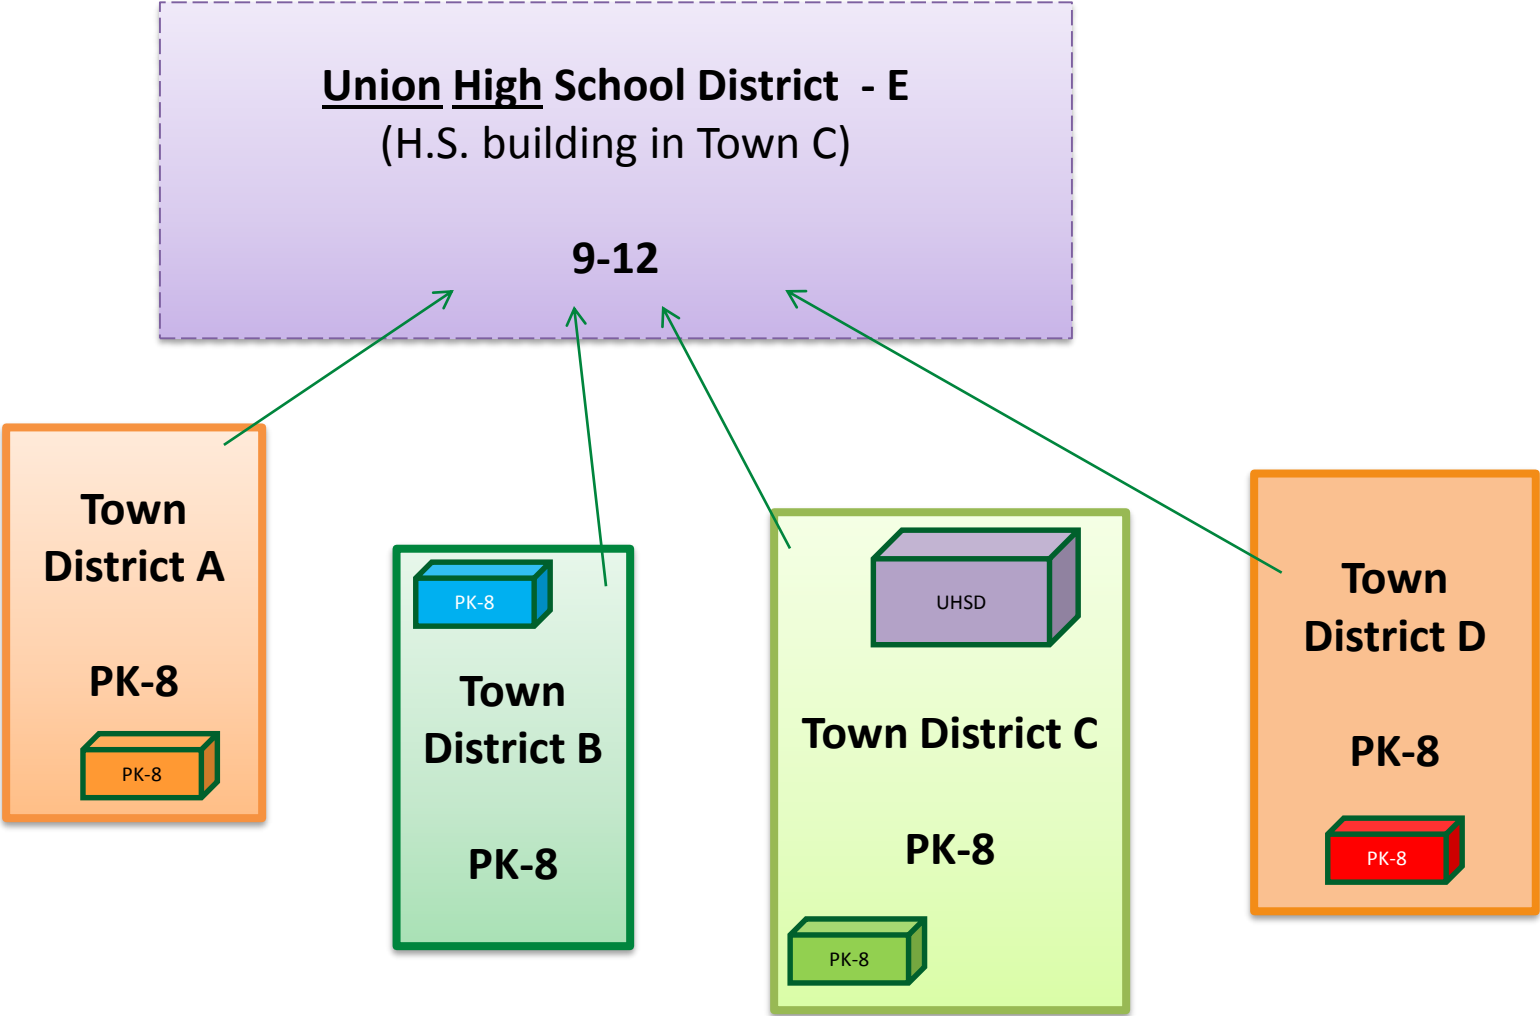 Union High School District - E
(H.S. building in Town C)
9-12
Town
District A
PK-8
PK-8
PK-8
Town
District B
PK-8
UHSD
Town District C
PK-8
PK-8
Town
District D
PK-8
PK-8